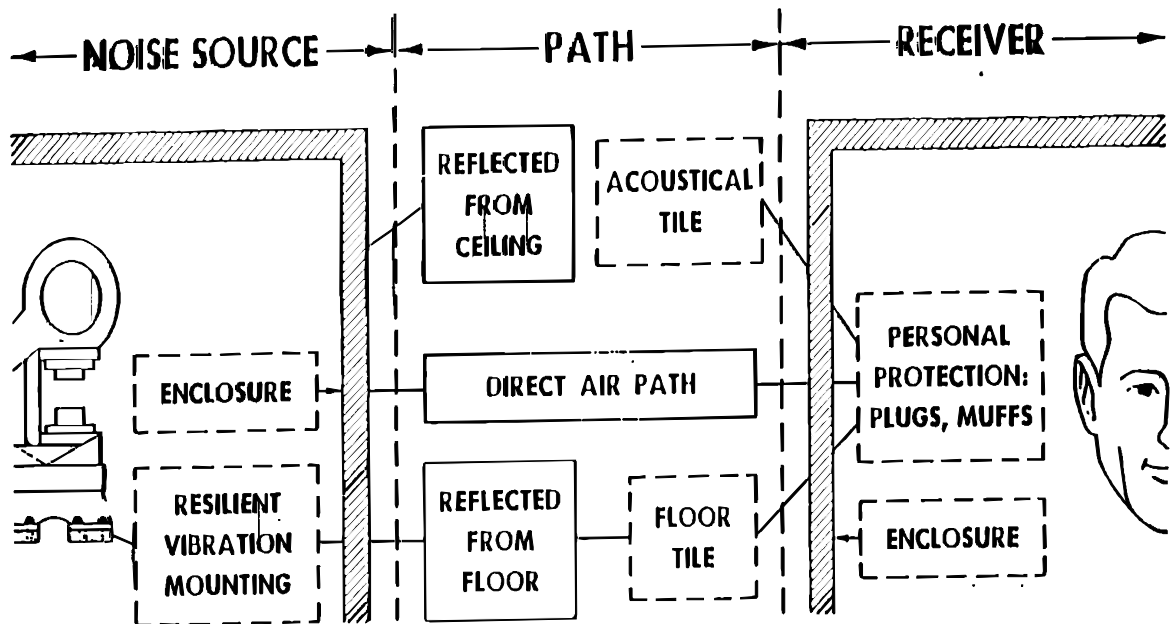 NOISE SOURCE
PATH
RECEIVER
REFLECTED
FROM
CEILING
ACOUSTICAL
TILE
ENCLOSURE
DIRECT AIR PATH
PERSONAL
PROTECTION:
PLUGS, MUFFS
RESILIENT
VIBRATION
MOUNTING
REFLECTED
FROM
FLOOR
FLOOR
TILE
ENCLOSURE